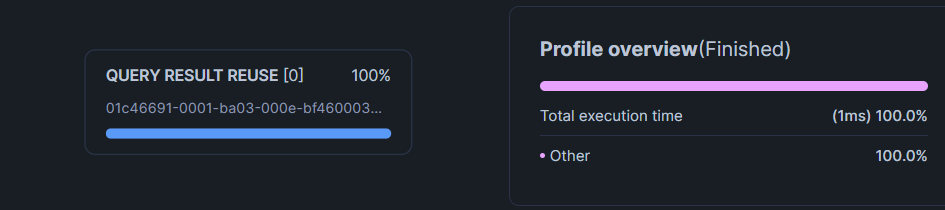 QUERY RESULT REUSE [0] 100%
01c46691-0001-ba03-000e-bf460003...
Profile overview(Finished)
Total execution time (1ms) 100.0%
Other 100.0%